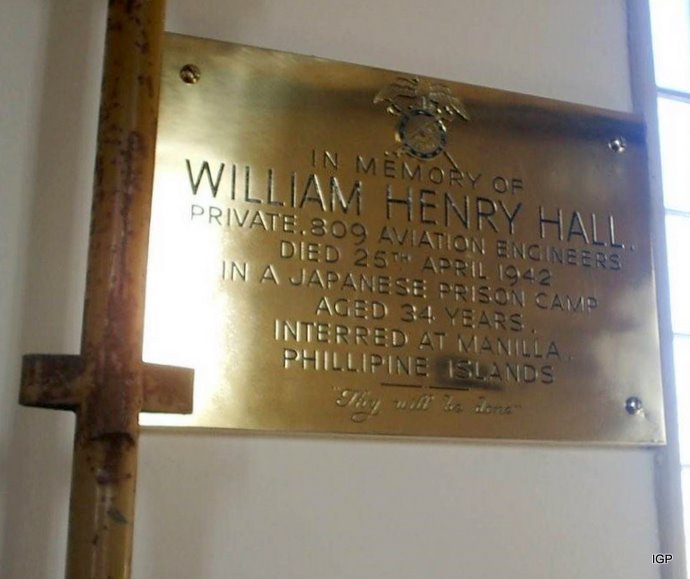 IN MEMORY OF
WILLIAM HENRY HALL.
PRIVATE. 809 AVIATION ENGINEERS
DIED 25TH APRIL 1942
IN A JAPANESE PRISON CAMP
AGED 34 YEARS.
INTERRED AT MANILLA.
PHILLIPINE ISLANDS
"Thy will be done"
IGP